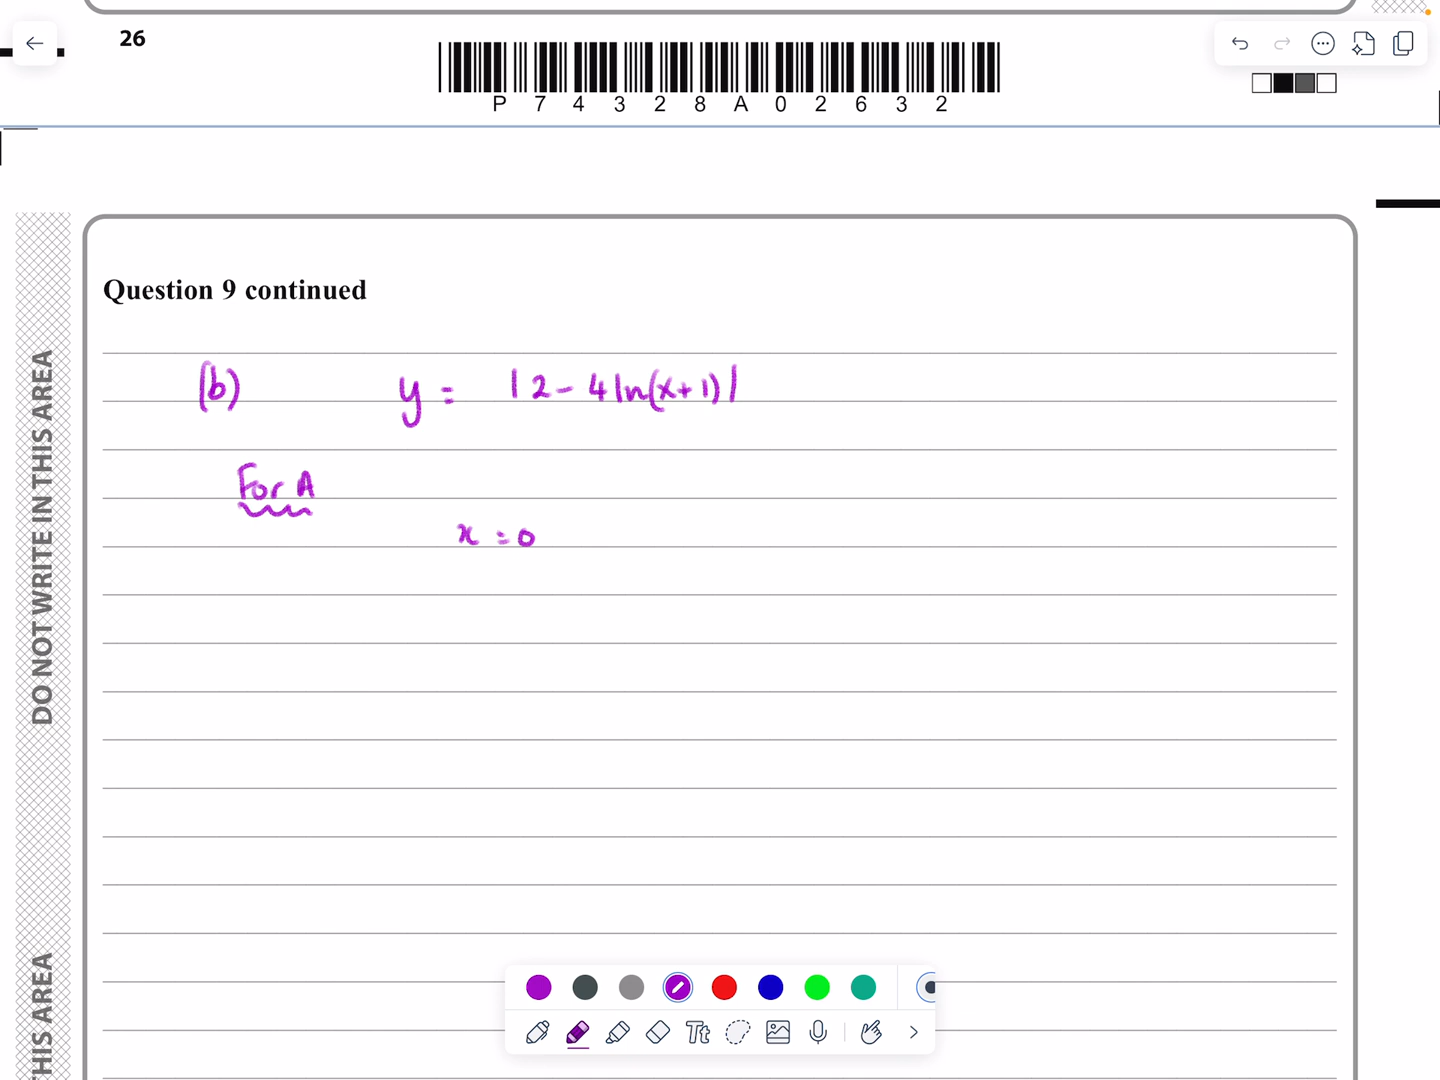 26
P 7 4 3 2 8 A 0 2 6 3 2
DO NOT WRITE IN THIS AREA
Question 9 continued
(b) y = |2 - 4ln(x+1)|
For A
x = 0
HIS AREA
Tt